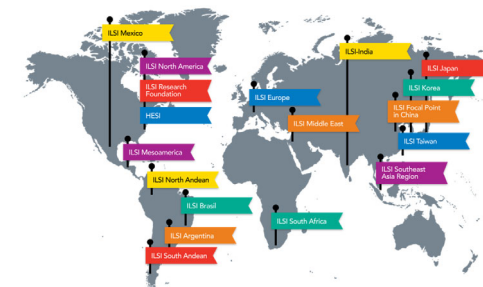 ILSI Mexico
ILSI North America
ILSI Research
Foundation
HESI
ILSI Mesoamerica
ILSI North Andean
ILSI Brasil
ILSI Argentina
ILSI South Andean
ILSI Europe
ILSI Middle East
ILSI South Africa
ILSI-India
ILSI Japan
ILSI Korea
ILSI Focal Point
in China
ILSI Taiwan
ILSI Southeast
Asia Region